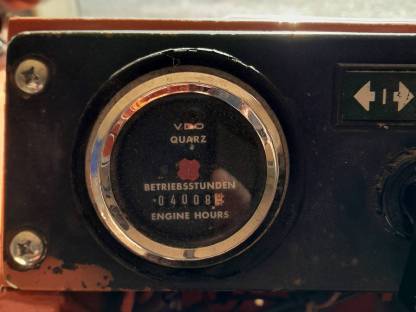 VDO
QUARZ
BETRIEBSSTUNDEN
04008
ENGINE HOURS